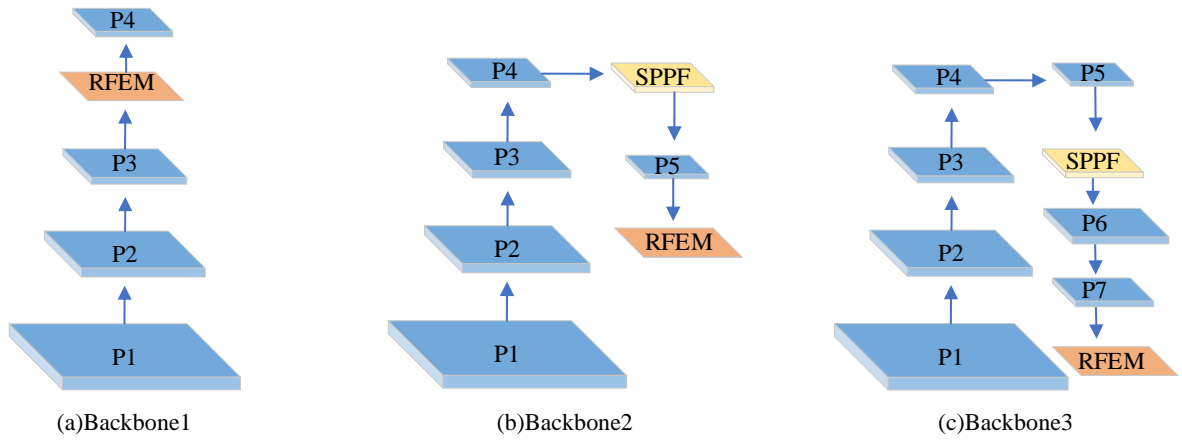 P4
RFEM
P3
P2
P1
(a)Backbone1
P4
SPPF
P3
P5
P2
RFEM
P1
(b)Backbone2
P4
P5
P3
SPPF
P6
P2
P7
P1
RFEM
(c)Backbone3